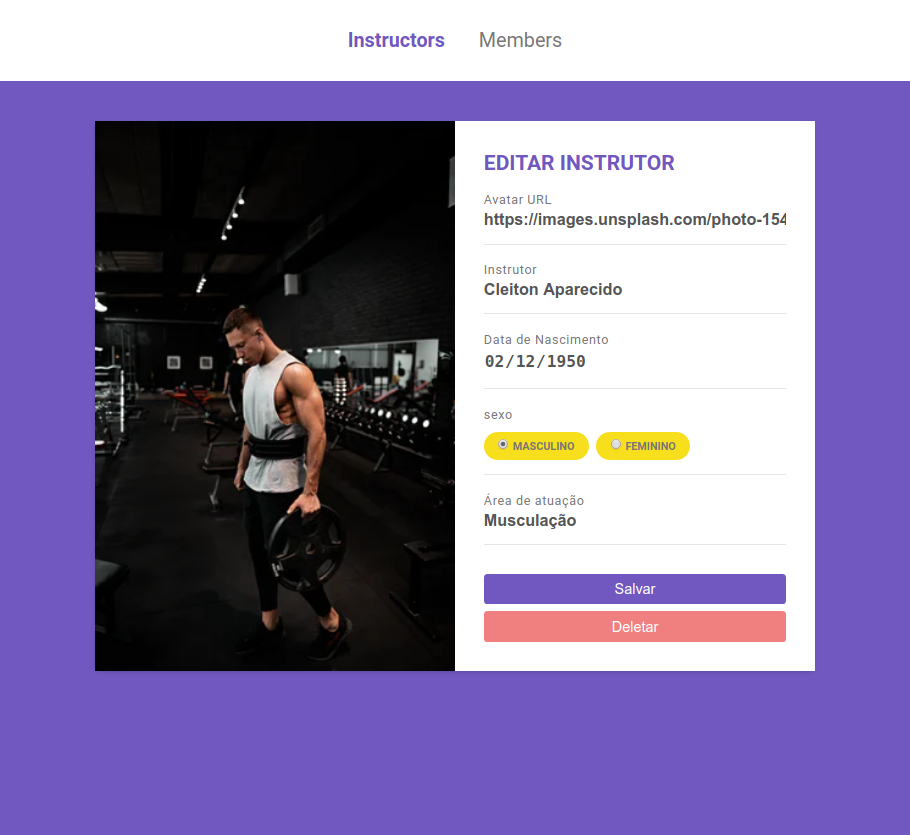 Instructors Members
EDITAR INSTRUTOR
Avatar URL
https://images.unsplash.com/photo-154
Instrutor
Cleiton Aparecido
Data de Nascimento
02/12/1950
sexo
MASCULINO FEMININO
Área de atuação
Musculação
Salvar
Deletar